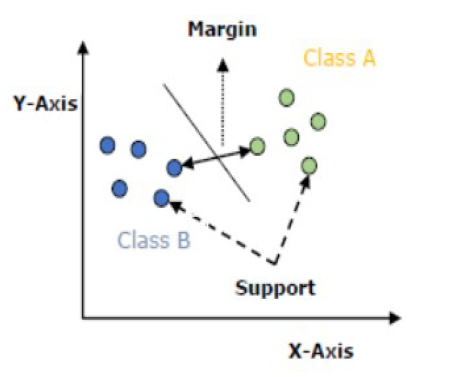 Margin
Class A
Y-Axis
Class B
Support
X-Axis